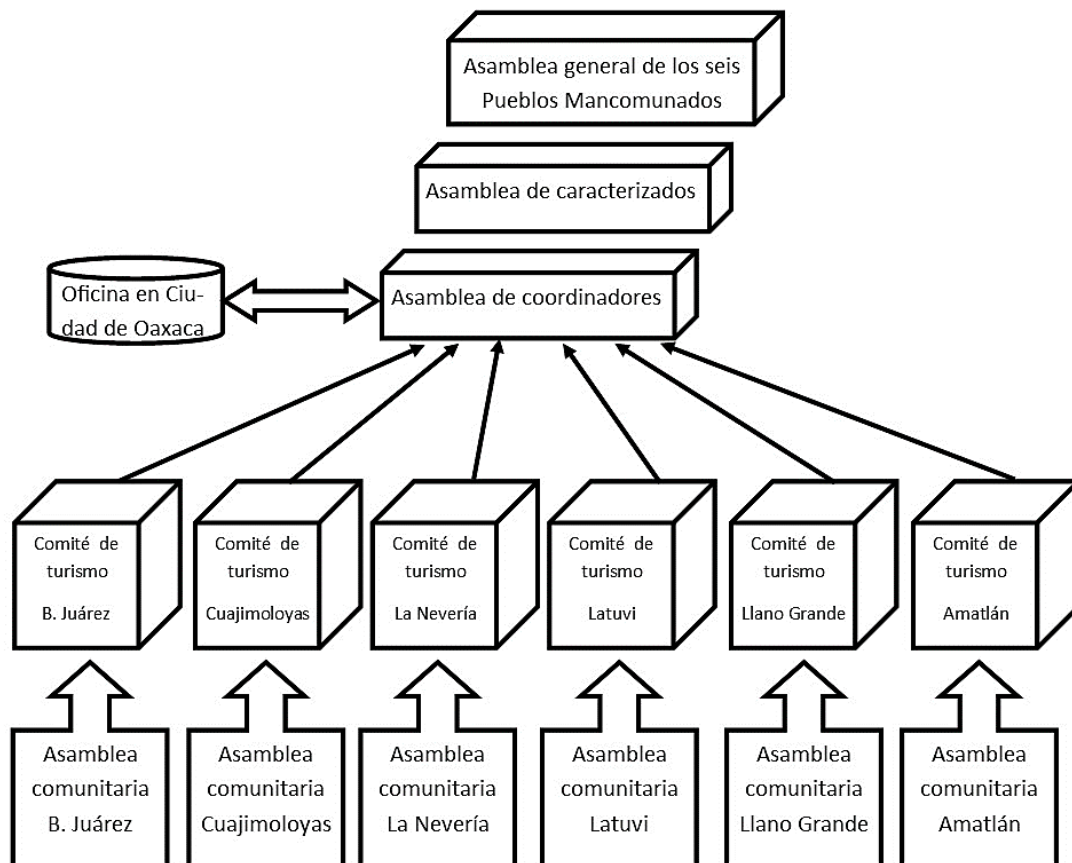 Asamblea general de los seis
Pueblos Mancomunados
Asamblea de caracterizados
Oficina en Ciu-
dad de Oaxaca
Asamblea de coordinadores
Comité de
turismo
B. Juárez
Comité de
turismo
Cuajimoloyas
Comité de
turismo
La Nevería
Comité de
turismo
Latuvi
Comité de
turismo
Llano Grande
Comité de
turismo
Amatlán
Asamblea
comunitaria
B. Juárez
Asamblea
comunitaria
Cuajimoloyas
Asamblea
comunitaria
La Nevería
Asamblea
comunitaria
Latuvi
Asamblea
comunitaria
Llano Grande
Asamblea
comunitaria
Amatlán